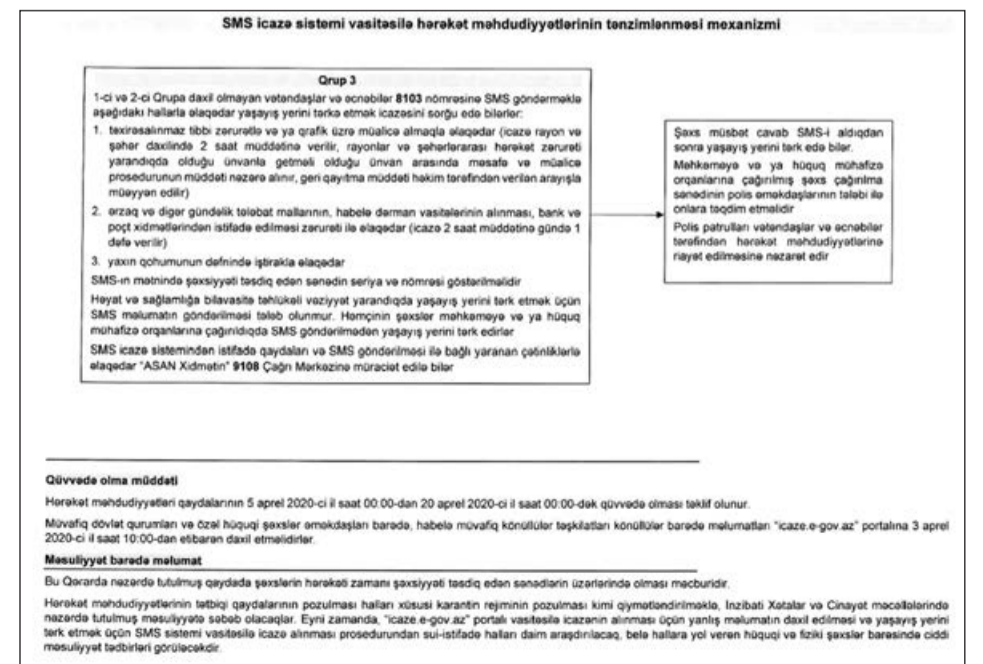 SMS icazə sistemi vasitəsilə hərəkət məhdudiyyətlərinin tənzimlənməsi mexanizmi
Qrup 3
1-ci və 2-ci Qrupa daxil olmayan vətəndaşlar və əcnəbilər 8103 nömrəsinə SMS göndərməklə
aşağıdakı hallarla əlaqədar yaşayış yerini tərkə etmək icazəsini sorğu edə bilərlər:
1. təxirəsalınmaz tibbi zərurətlə və ya qrafik üzrə müalicə almaqla əlaqədar (icazə rayon və
şəhər daxilində 2 saat müddətinə verilir, rayonlar və şəhərlərarası hərəkət zərurəti
yarandıqda olduğu ünvanla getməli olduğu ünvan arasında məsafə və müalicə
prosedurunun müddəti nəzərə alınır, geri qayıtma müddəti həkim tərəfindən verilən arayışla
müəyyən edilir)
2. ərzaq və digər gündəlik tələbat mallarının, habelə dərman vasitələrinin alınması, bank və
poçt xidmətlərindən istifadə edilməsi zərurəti ilə əlaqədar (icazə 2 saat müddətinə gündə 1
dəfə verilir)
3. yaxın qohumunun dəfnində iştirakla əlaqədar
SMS-in mətnində şəxsiyyəti təsdiq edən sənədin seriya və nömrəsi göstərilməlidir
Həyat və sağlamlığa bilavasitə təhlükəli vəziyyət yarandıqda yaşayış yerini tərk etmək üçün
SMS məlumatın göndərilməsi tələb olunmur. Həmçinin şəxslər məhkəməyə və ya hüquq
mühafizə orqanlarına çağırıldıqda SMS göndərilmədən yaşayış yerini tərk edirlər
SMS icazə sistemindən istifadə qaydaları və SMS göndərilməsi ilə bağlı yaranan çətinliklərlə
əlaqədar "ASAN Xidmətin" 9108 Çağrı Mərkəzinə müraciət edilə bilər
Şəxs müsbət cavab SMS-i aldıqdan
sonra yaşayış yerini tərk edə bilər.
Məhkəməyə və ya hüquq mühafizə
orqanlarına çağırılmış şəxs çağırılma
sənədinin polis əməkdaşlarının tələbi ilə
onlara təqdim etməlidir
Polis patrulları vətəndaşlar və əcnəbilər
tərəfindən hərəkət məhdudiyyətlərinə
riayət edilməsinə nəzarət edir
Qüvvədə olma müddəti
Hərəkət məhdudiyyətləri qaydalarının 5 aprel 2020-ci il saat 00:00-dan 20 aprel 2020-ci il saat 00:00-dək qüvvədə olması təklif olunur.
Müvafiq dövlət qurumları və özəl hüquqi şəxslər əməkdaşları barədə, habelə müvafiq könüllülər təşkilatları könüllülər barədə məlumatları "icaze.e-gov.az" portalına 3 aprel
2020-ci il saat 10:00-dan etibarən daxil etməlidirlər.
Məsuliyyət barədə məlumat
Bu Qərarda nəzərdə tutulmuş qaydada şəxslərin hərəkəti zamanı şəxsiyyəti təsdiq edən sənədlərin üzərlərində olması məcburidir.
Hərəkət məhdudiyyətlərinin tətbiqi qaydalarının pozulması halları xüsusi karantin rejiminin pozulması kimi qiymətləndirilməklə, İnzibati Xətalar və Cinayət məcəllələrində
nəzərdə tutulmuş məsuliyyətə səbəb olacaqlar. Eyni zamanda, "icaze.e-gov.az" portalı vasitəsilə icazənin alınması üçün yanlış məlumatın daxil edilməsi və yaşayış yerini
tərk etmək üçün SMS sistemi vasitəsilə icazə alınması prosedurundan sui-istifadə halları daim araşdırılacaq, belə hallara yol verən hüquqi və fiziki şəxslər barəsində ciddi
məsuliyyət tədbirləri görüləcəkdir.